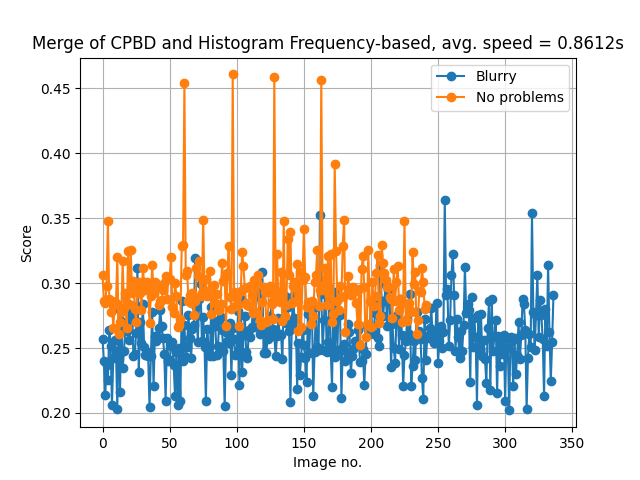 Merge of CPBD and Histogram Frequency-based, avg. speed = 0.8612s
Blurry
No problems
0.45
0.40
0.35
0.30
0.25
0.20
Score
0 50 100 150 200 250 300 350
Image no.